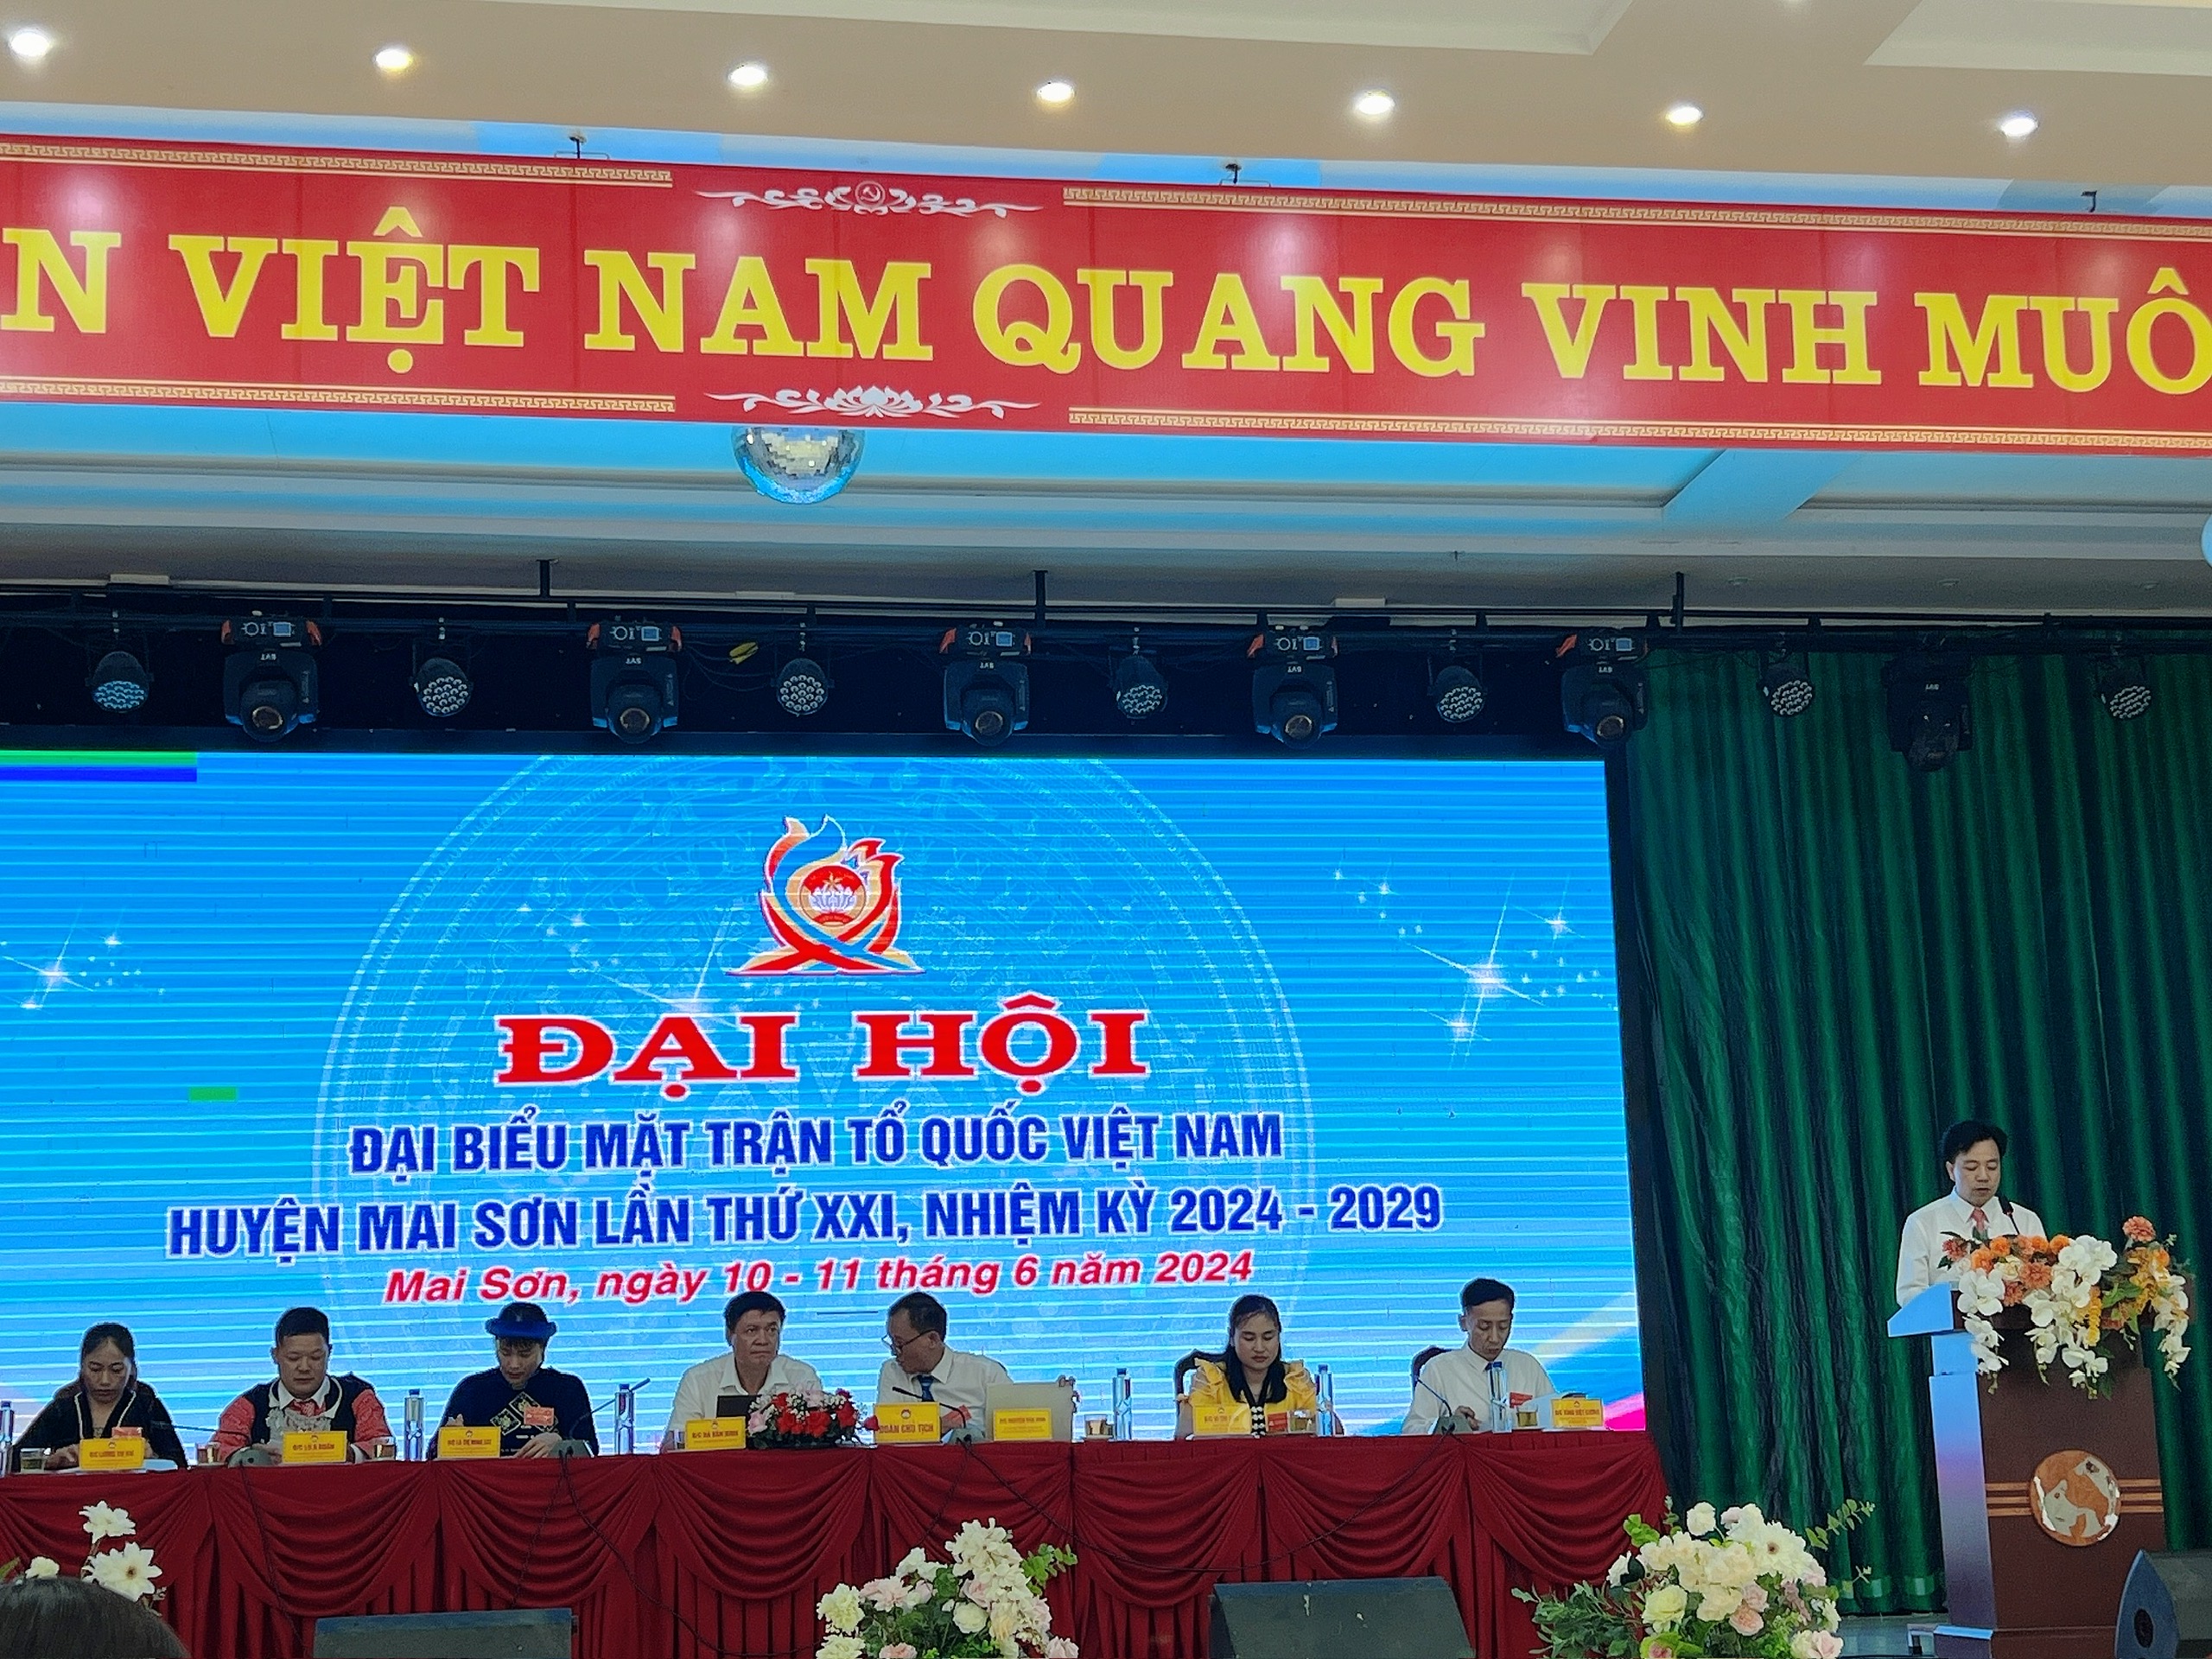 N VIỆT NAM QUANG VINH MUÔ
ĐẠI HỘI
ĐẠI BIỂU MẶT TRẬN TỔ QUỐC VIỆT NAM
HUYỆN MAI SƠN LẦN THỨ XXI, NHIỆM KỲ 2024 - 2029
Mai Sơn, ngày 10 - 11 tháng 6 năm 2024
ĐOÀN CHỦ TỊCH